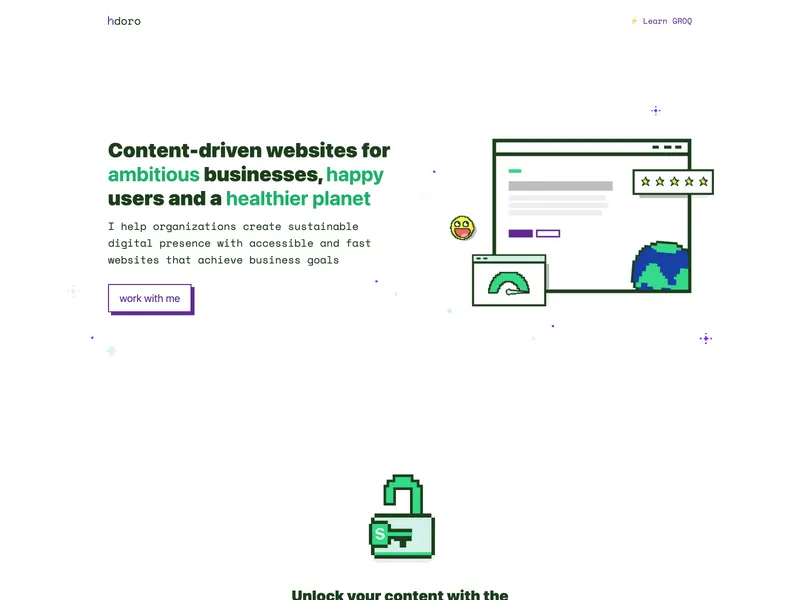 hdoro
⚡ Learn GROQ
Content-driven websites for
ambitious businesses, happy
users and a healthier planet
I help organizations create sustainable
digital presence with accessible and fast
websites that achieve business goals
work with me
S
Unlock your content with the